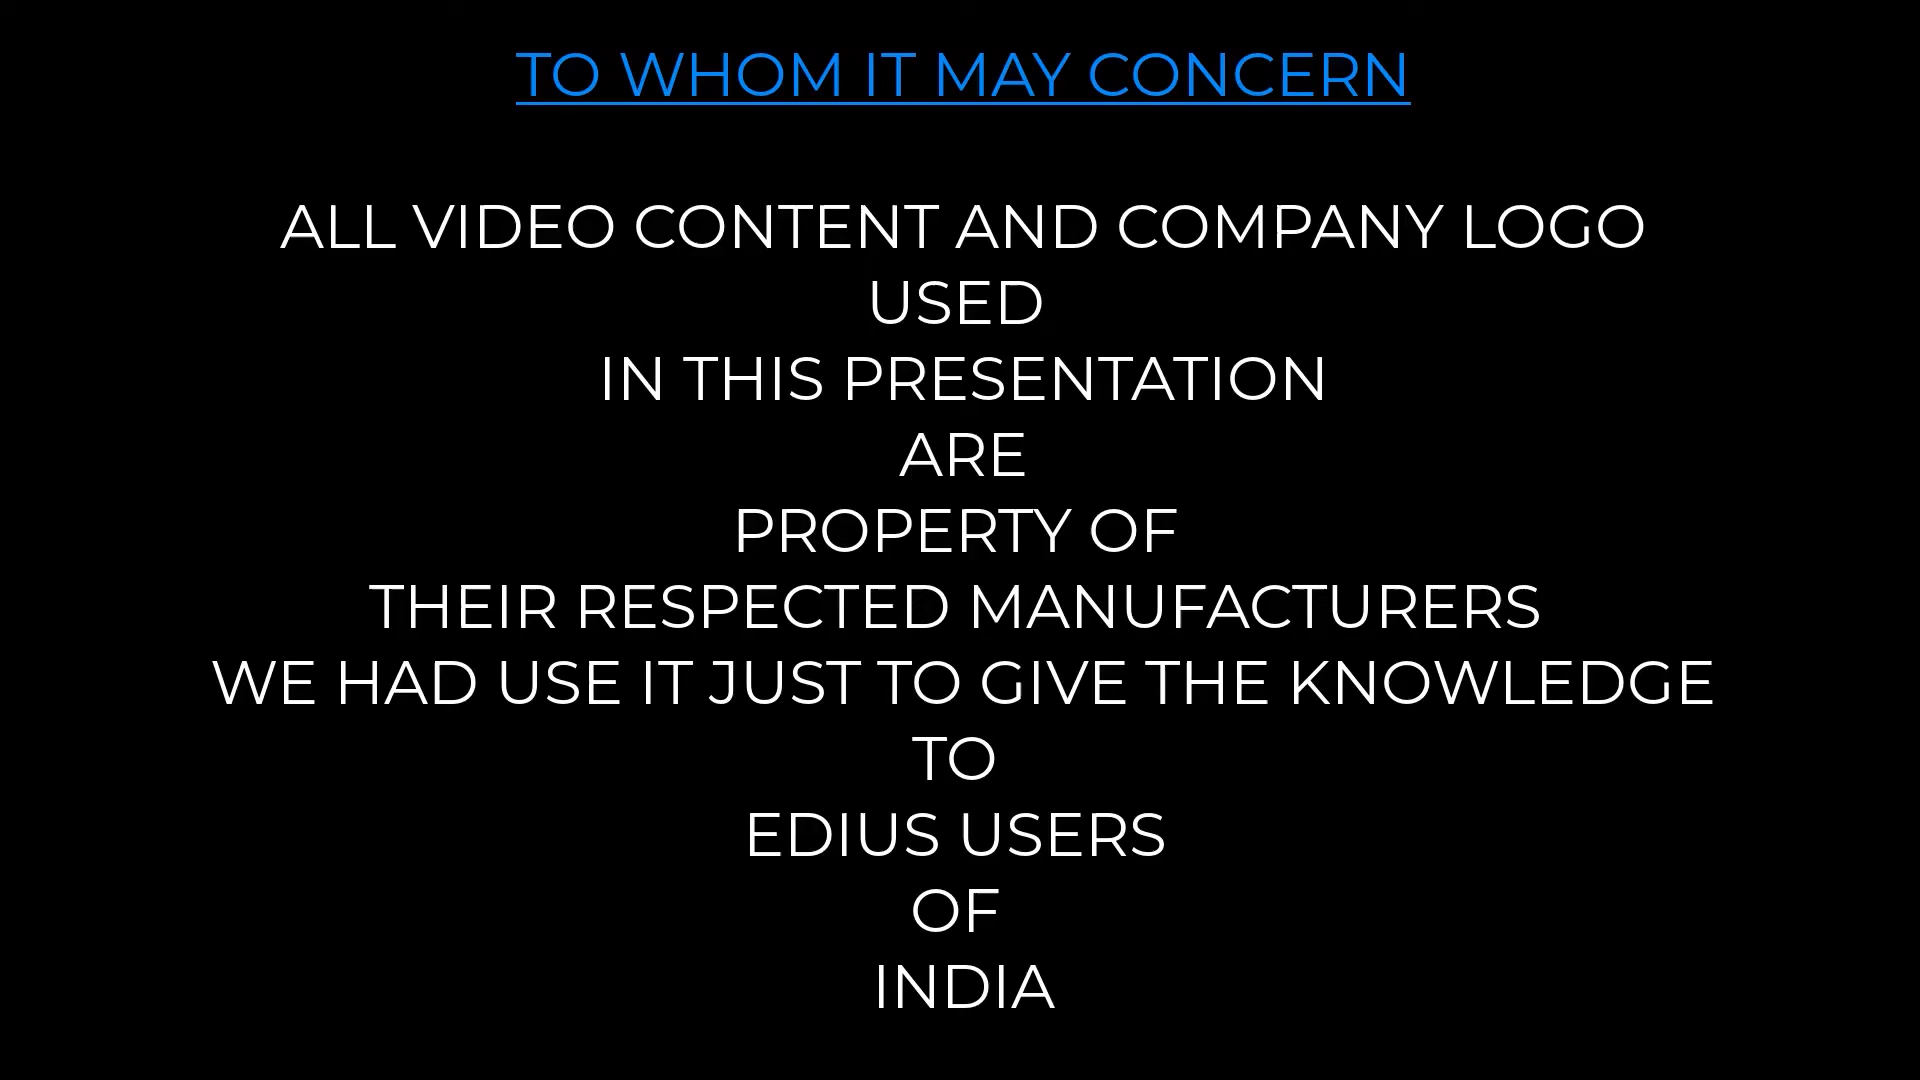 TO WHOM IT MAY CONCERN
ALL VIDEO CONTENT AND COMPANY LOGO
USED
IN THIS PRESENTATION
ARE
PROPERTY OF
THEIR RESPECTED MANUFACTURERS
WE HAD USE IT JUST TO GIVE THE KNOWLEDGE
TO
EDIUS USERS
OF
INDIA